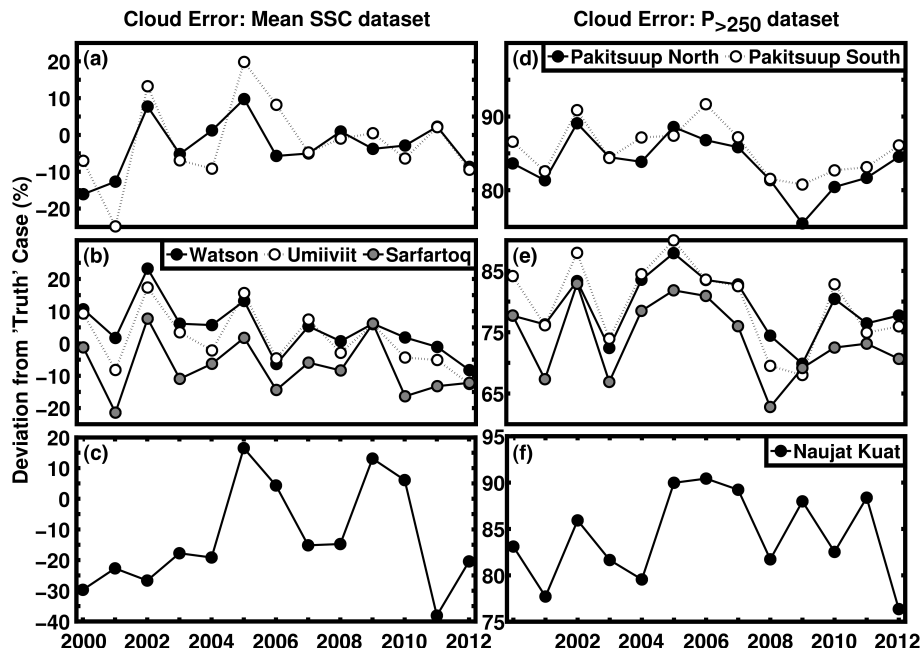 Cloud Error: Mean SSC dataset
Cloud Error: P>250 dataset
Deviation from 'Truth' Case (%)
(a)
20
10
0
−10
−20
(d)
Pakitsuup North
Pakitsuup South
90
80
(b)
Watson
Umiiviit
Sarfartoq
20
10
0
−10
−20
(e)
85
75
65
(c)
20
10
0
−10
−20
−30
−40
2000 2002 2004 2006 2008 2010 2012
(f)
Naujat Kuat
95
90
85
80
75
2002 2004 2006 2008 2010 2012